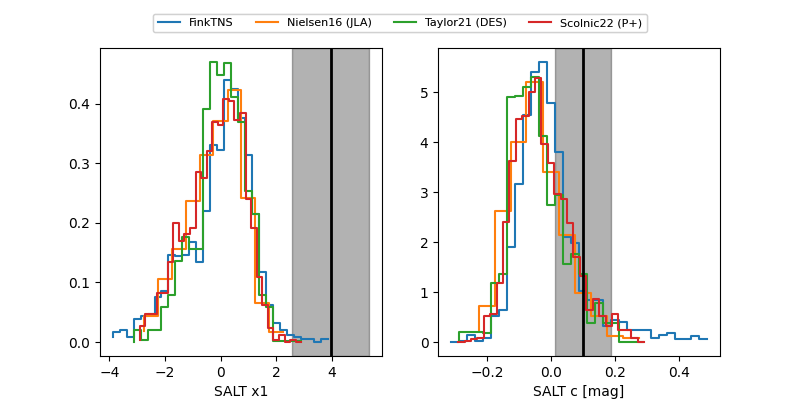 FinkTNS Nielsen16 (JLA) Taylor21 (DES) Scolnic22 (P+)
0.4
0.3
0.2
0.1
0.0
−4 −2 0 2 4
SALT x1
5
4
3
2
1
0
−0.2 0.0 0.2 0.4
SALT c [mag]